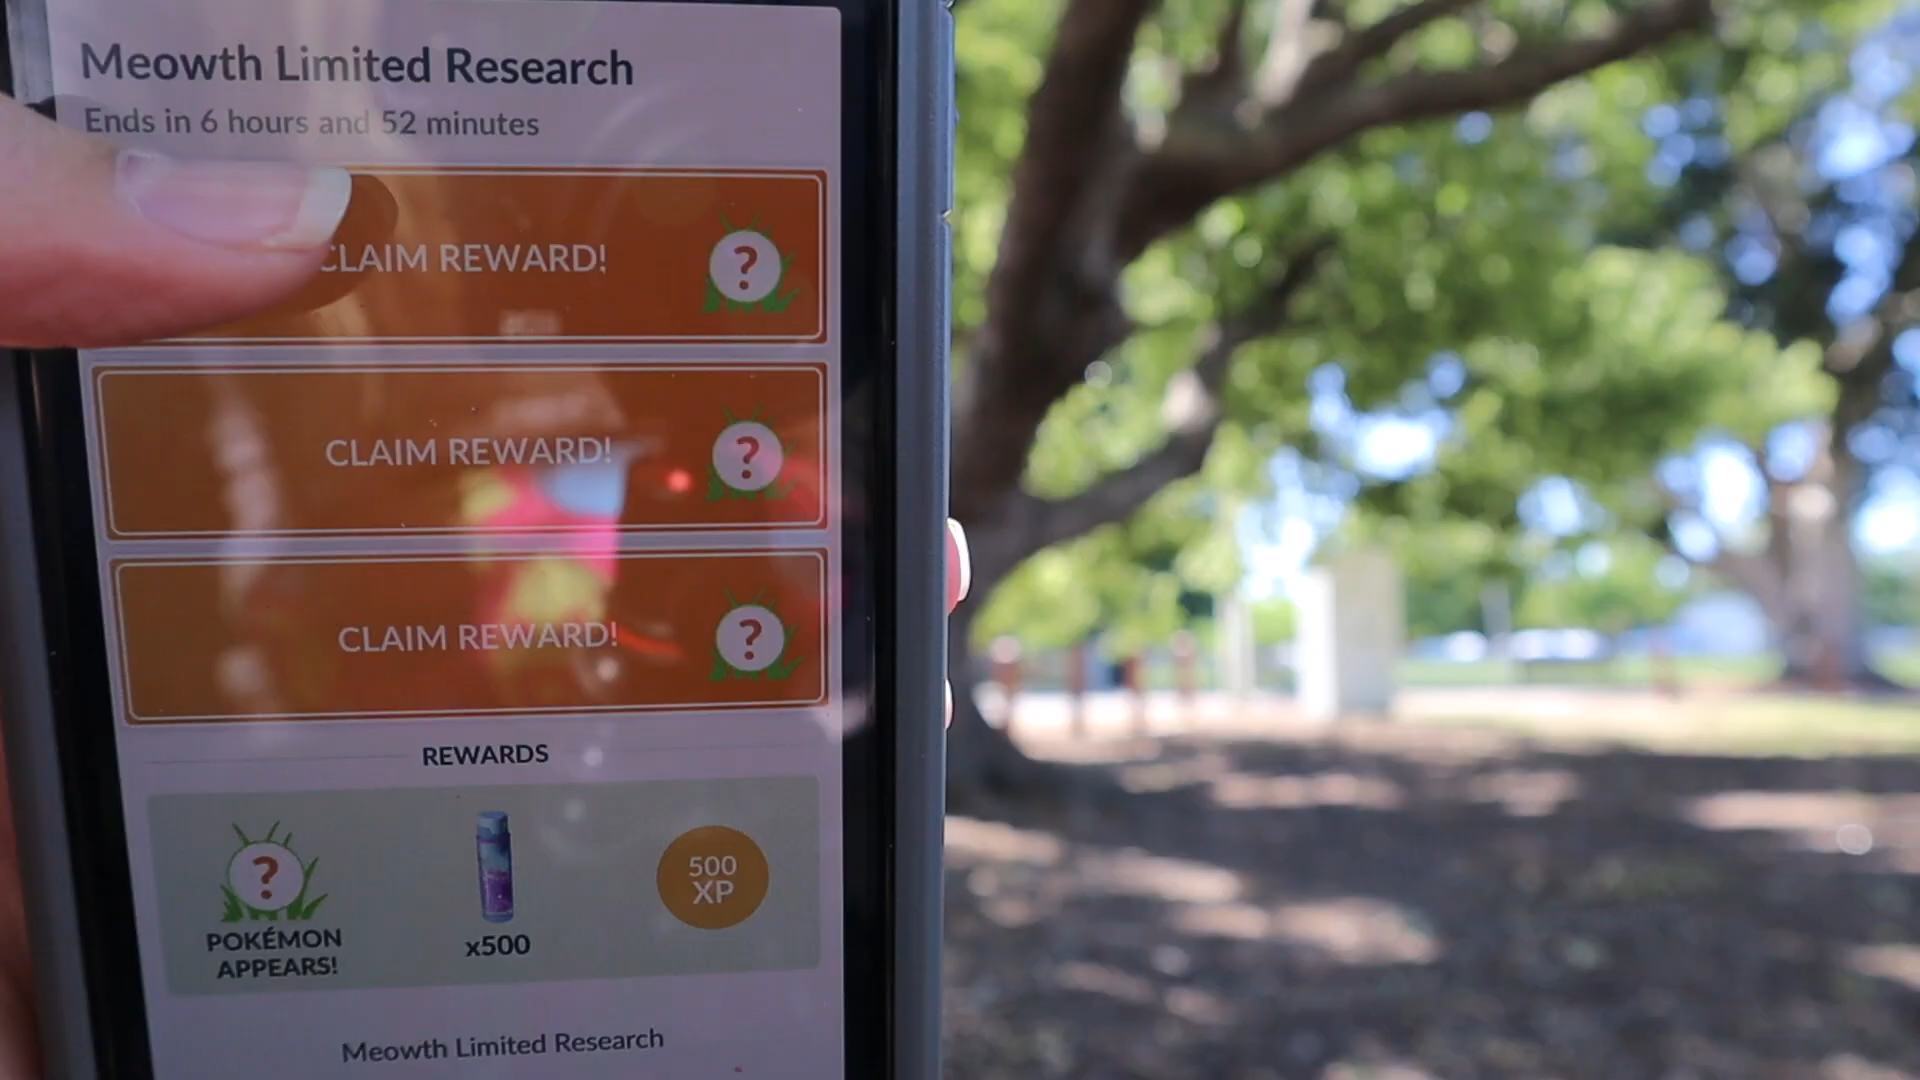 Meowth Limited Research
Ends in 6 hours and 52 minutes
CLAIM REWARD!
?
CLAIM REWARD!
?
CLAIM REWARD!
?
REWARDS
?
POKÉMON
APPEARS!
x500
500
XP
Meowth Limited Research